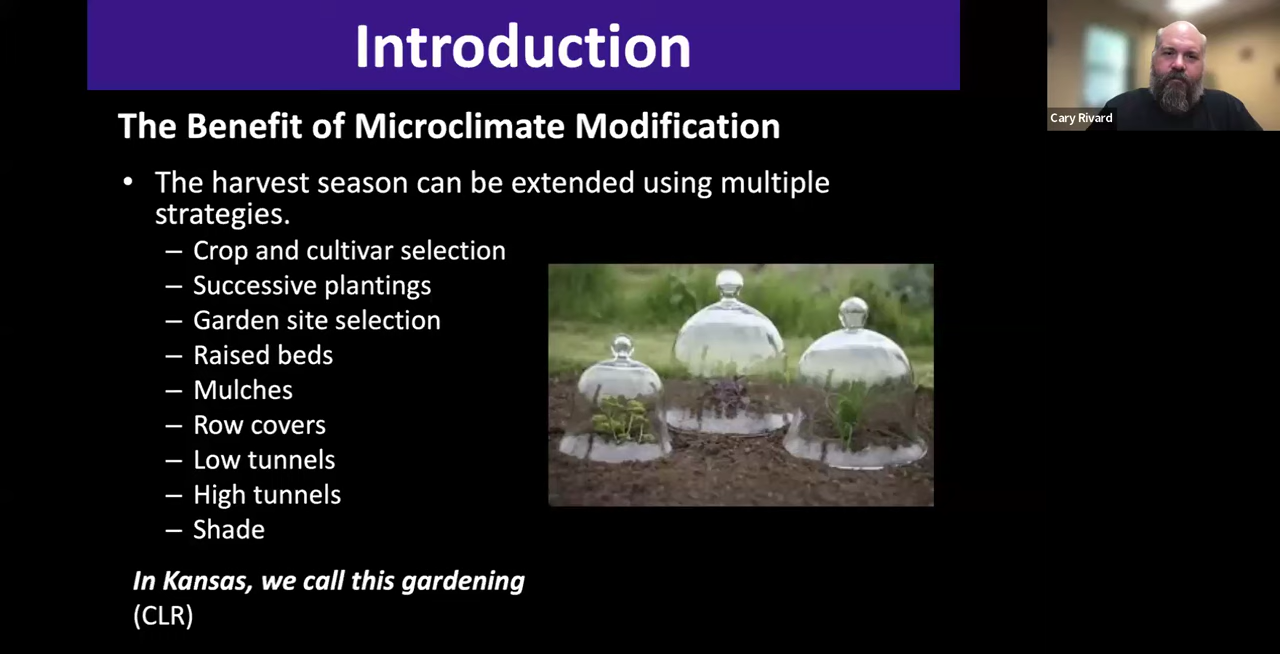 Introduction
Cary Rivard
The Benefit of Microclimate Modification
• The harvest season can be extended using multiple
strategies.
– Crop and cultivar selection
– Successive plantings
– Garden site selection
– Raised beds
– Mulches
– Row covers
– Low tunnels
– High tunnels
– Shade
In Kansas, we call this gardening
(CLR)